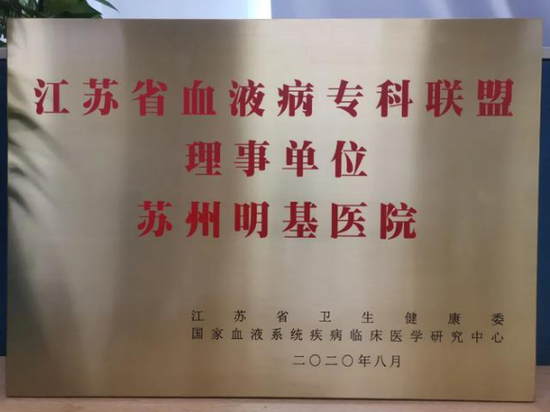 江苏省血液病专科联盟
理事单位
苏州明基医院
江苏省卫生健康委
国家血液系统疾病临床医学研究中心
二〇二〇年八月